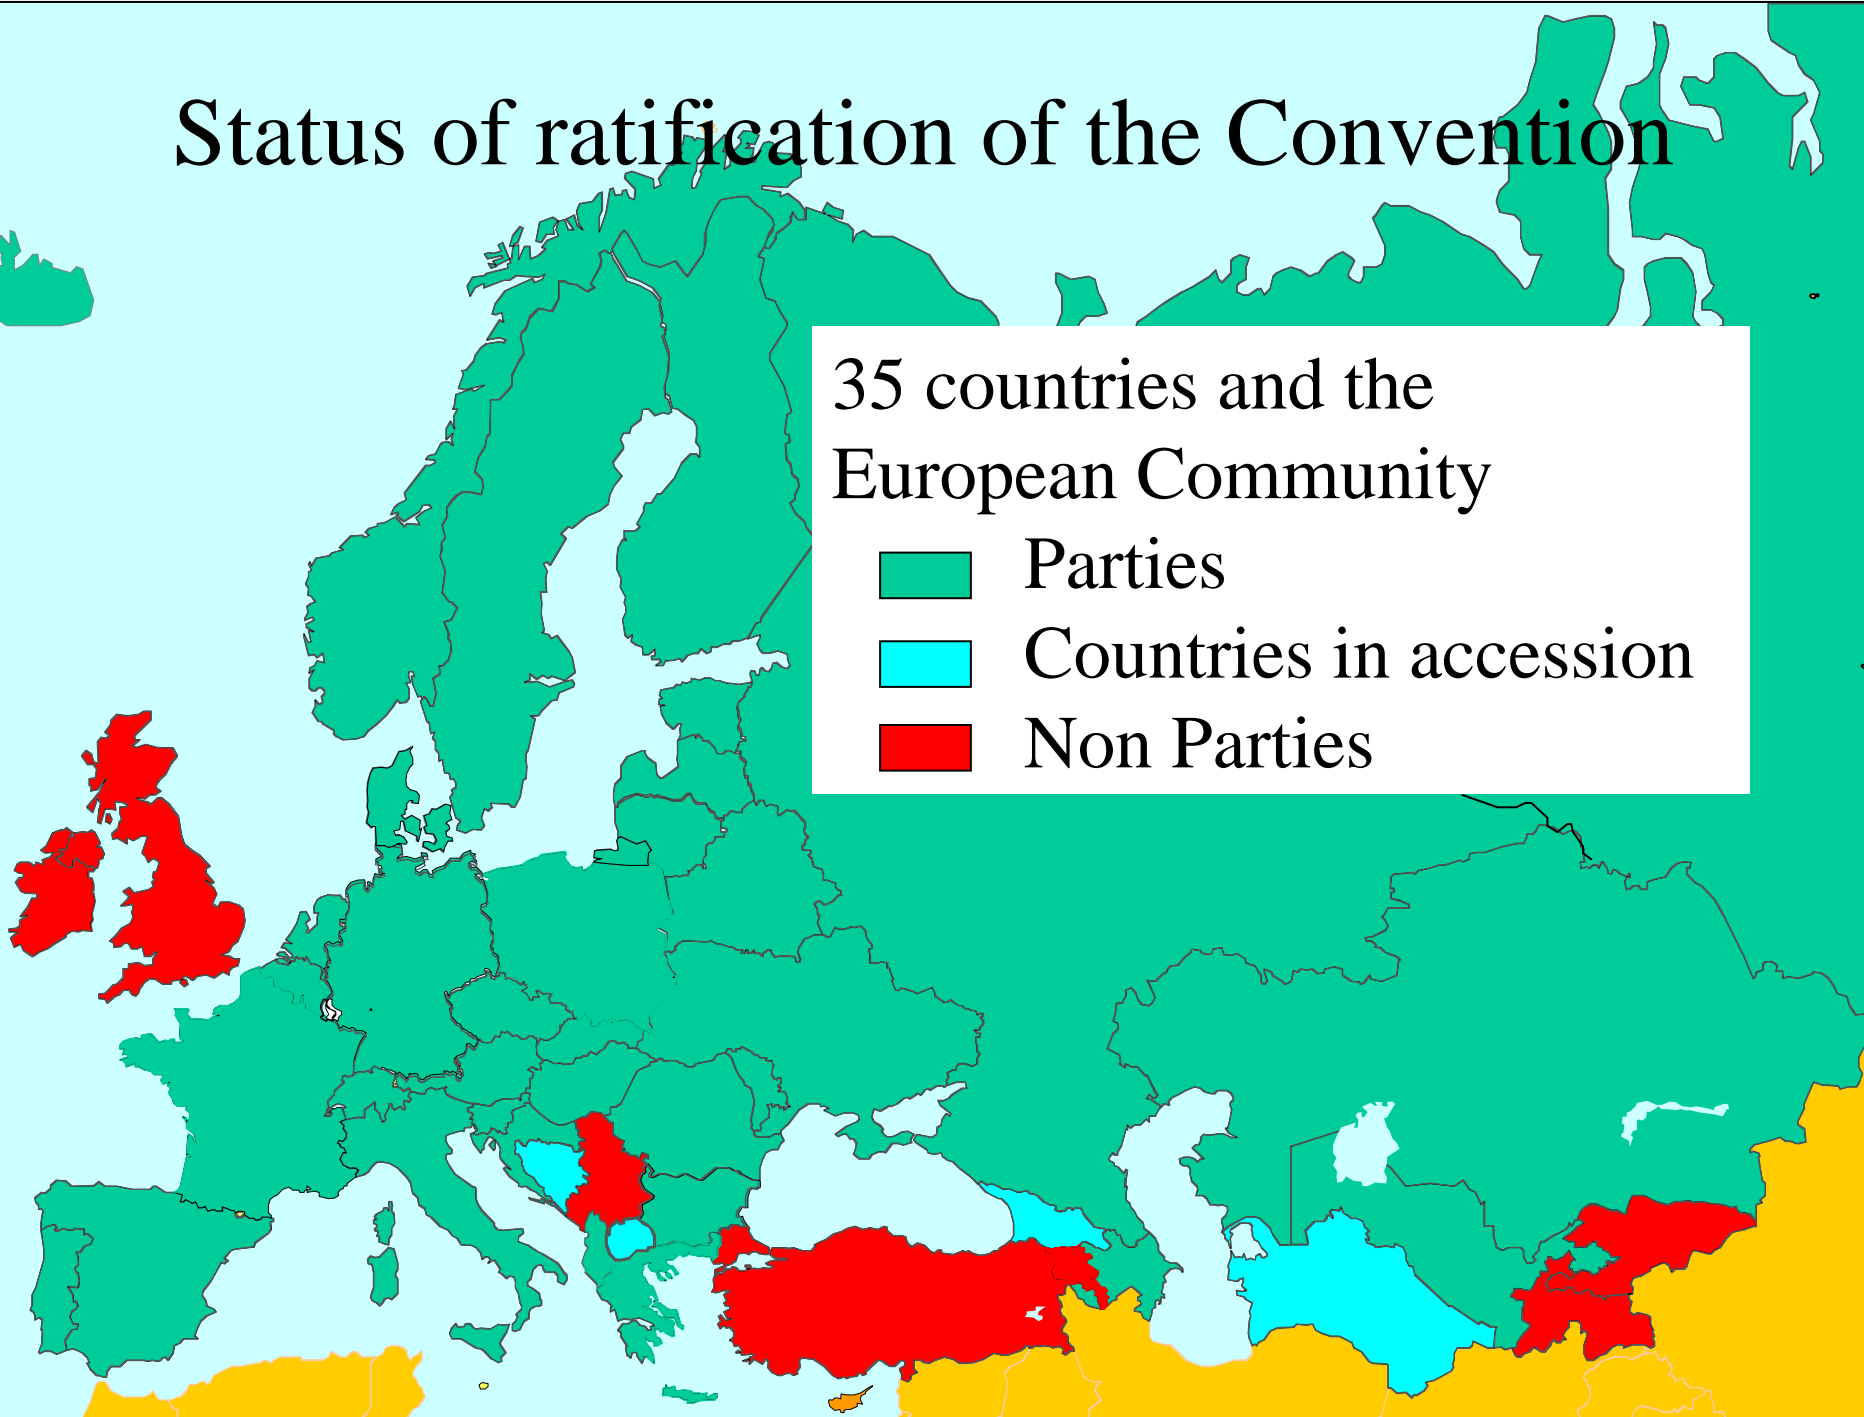 Status of ratification of the Convention
35 countries and the
European Community
Parties
Countries in accession
Non Parties